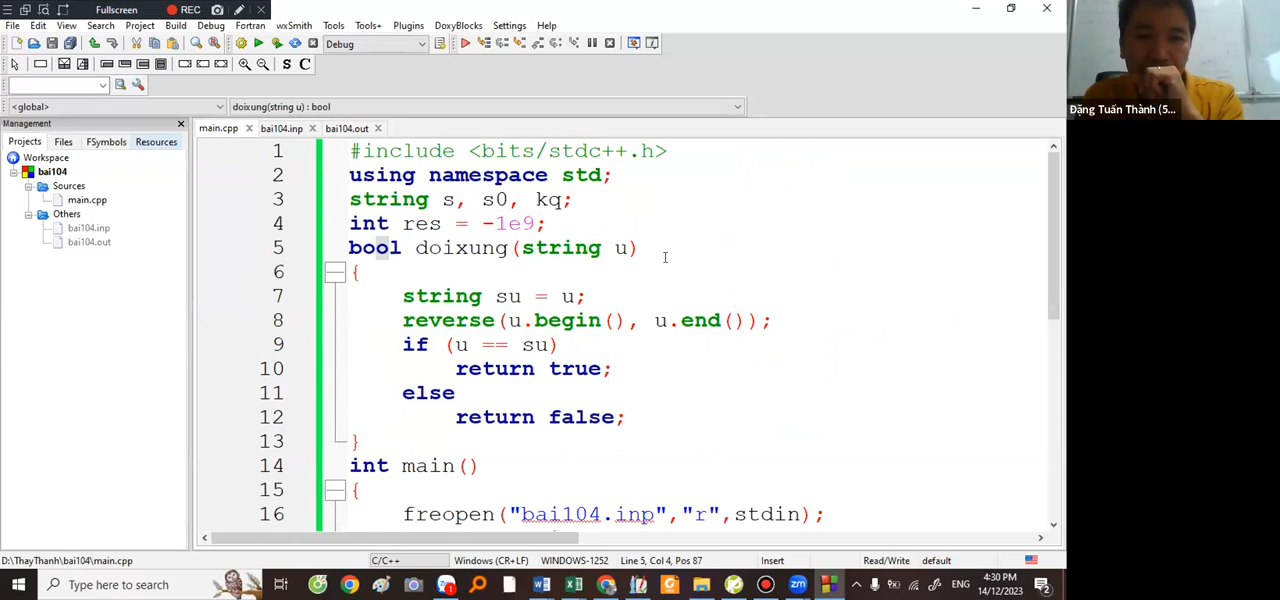 Fullscreen REC
File Edit View Search Project Build Debug Fortran wxSmith Tools Tools+ Plugins DoxyBlocks Settings Help
Debug
S C
<global> doixung(string u) : bool
Management
Projects Files FSymbols Resources
Workspace
bai104
Sources
main.cpp
Others
bai104.inp
bai104.out
main.cpp bai104.inp bai104.out
1 #include <bits/stdc++.h>
2 using namespace std;
3 string s, s0, kq;
4 int res = -1e9;
5 bool doixung(string u)
6 {
7 string su = u;
8 reverse(u.begin(), u.end());
9 if (u == su)
10 return true;
11 else
12 return false;
13 }
14 int main()
15 {
16 freopen("bai104.inp","r",stdin);
Đặng Tuấn Thành (5...
D:\ThayThanh\bai104\main.cpp C/C++ Windows (CR+LF) WINDOWS-1252 Line 5, Col 4, Pos 87 Insert Read/Write default
Type here to search
ENG
4:30 PM
14/12/2023